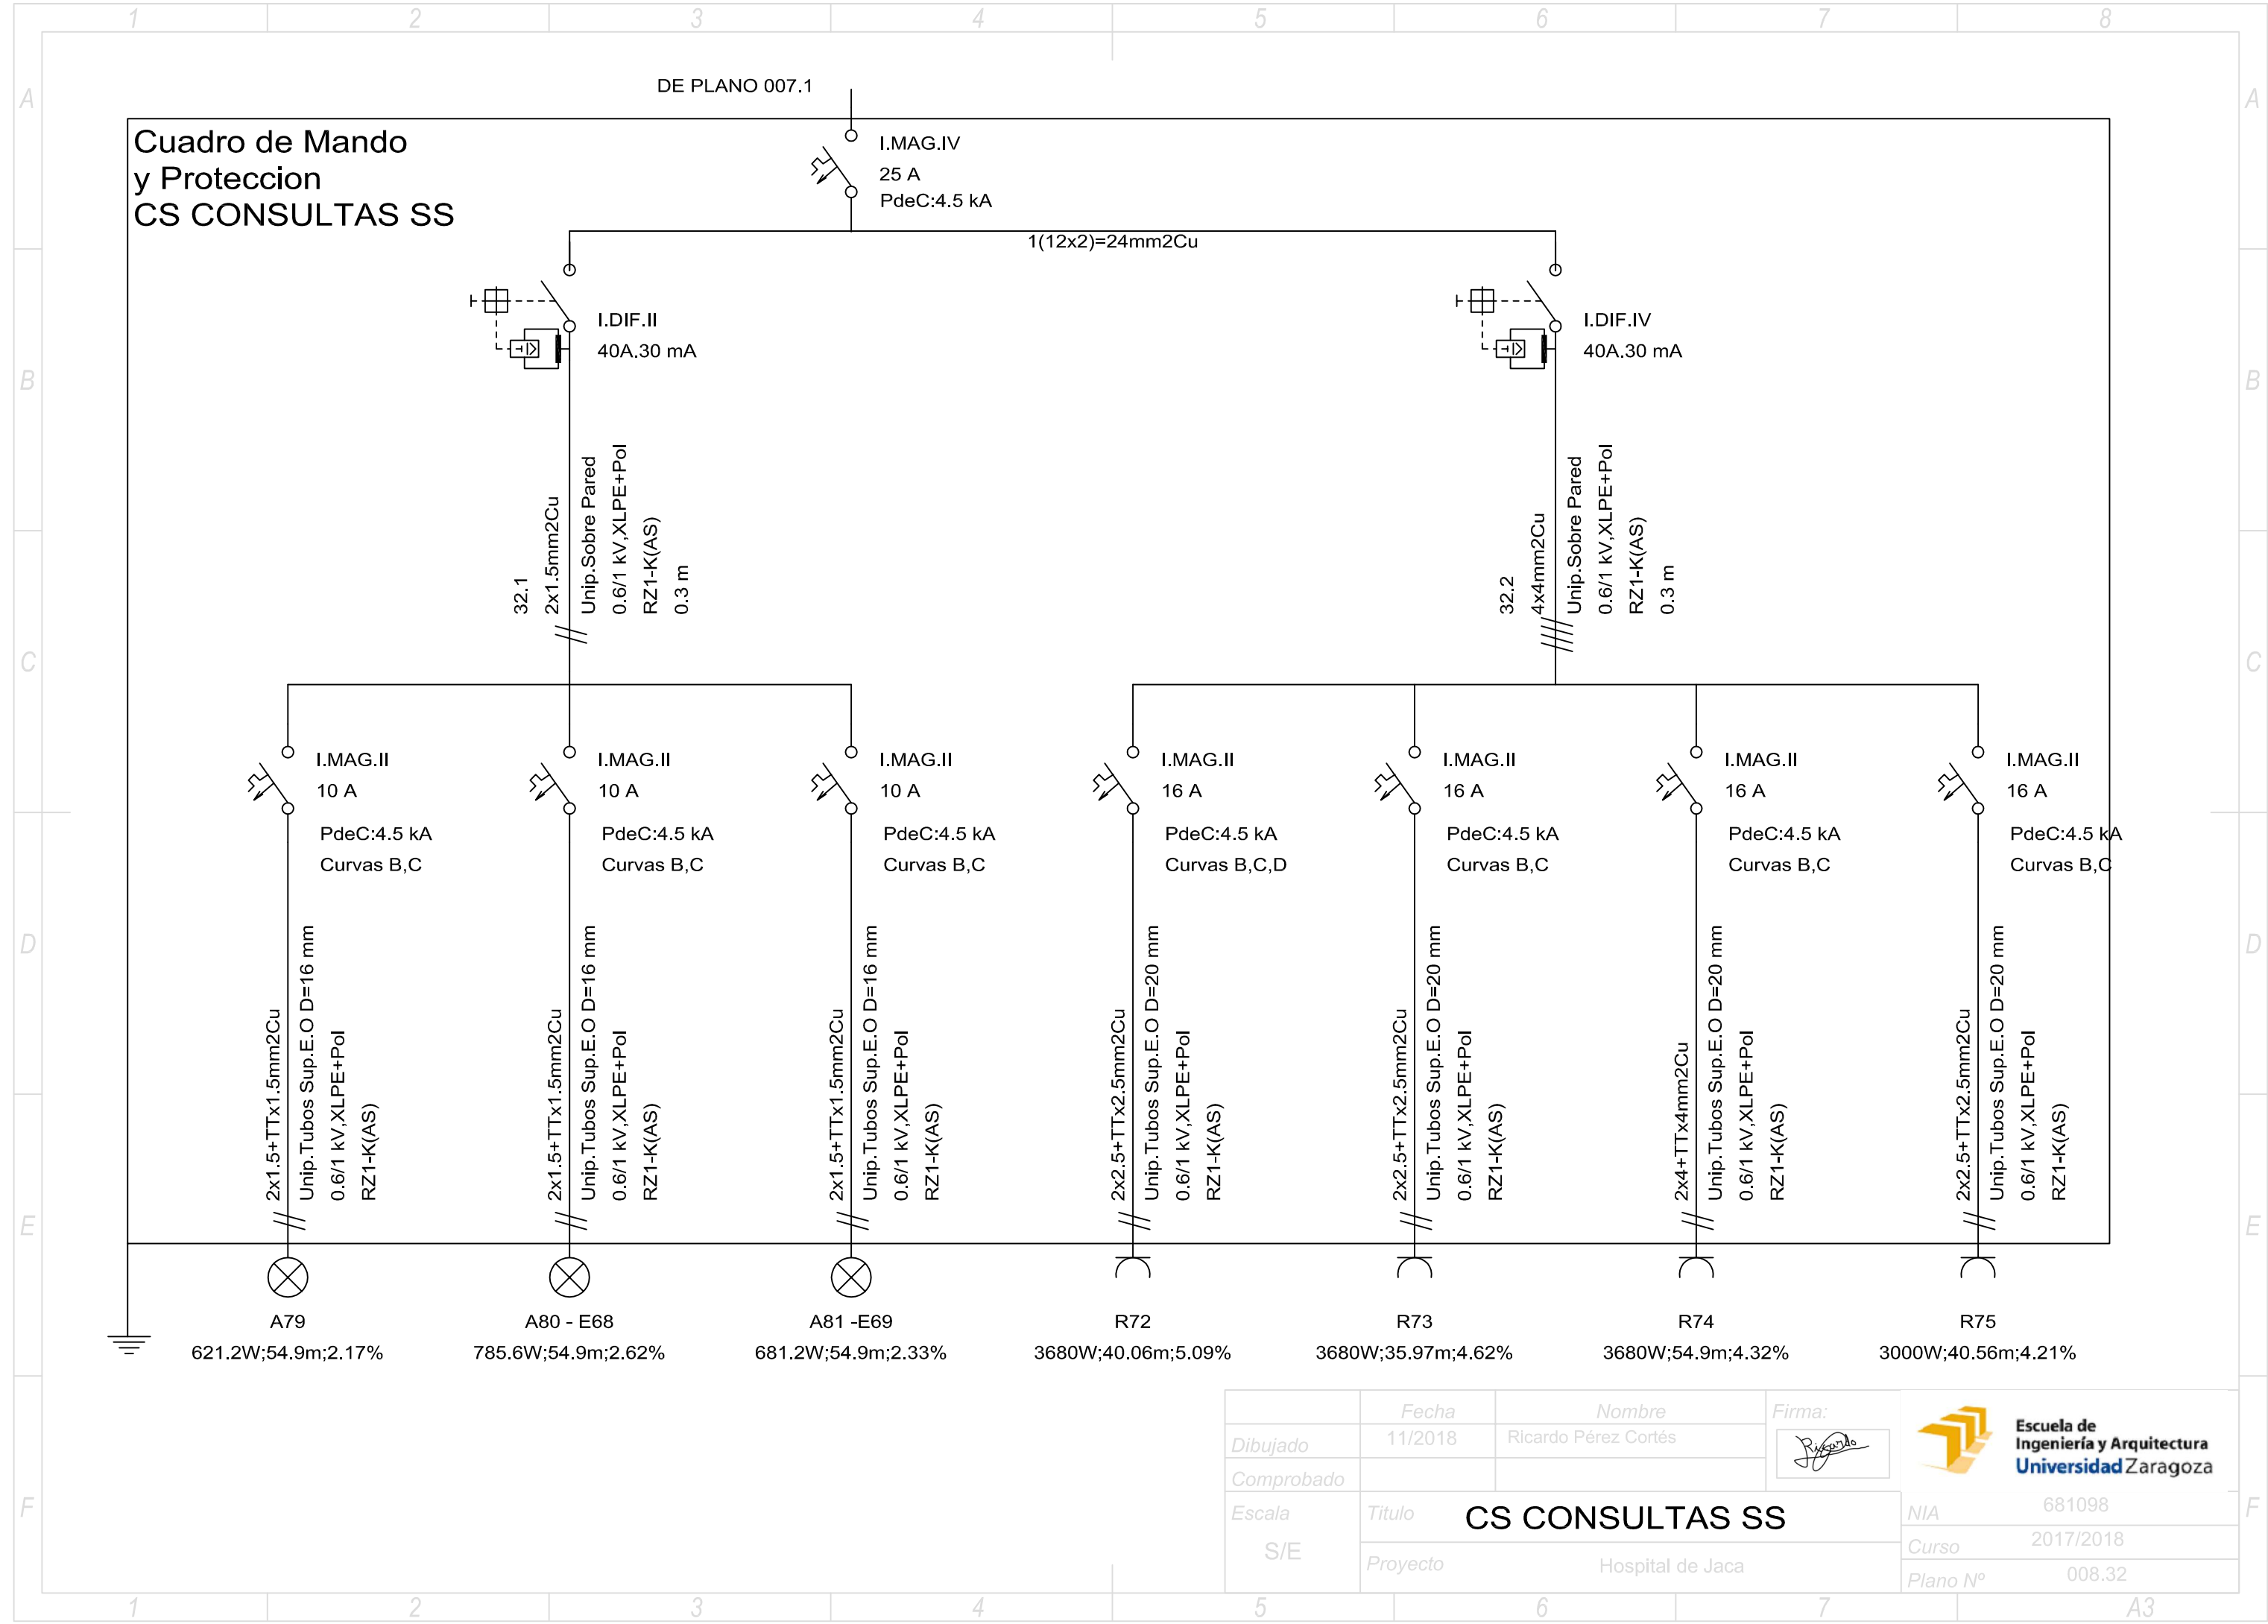 1 2 3 4 5 6 7 8
A A
DE PLANO 007.1
Cuadro de Mando
y Proteccion
CS CONSULTAS SS
I.MAG.IV
25 A
PdeC:4.5 kA
1(12x2)=24mm2Cu
I.DIF.II
40A.30 mA
I.DIF.IV
40A.30 mA
B B
32.1
2x1.5mm2Cu
Unip.Sobre Pared
0.6/1 kV,XLPE+Pol
RZ1-K(AS)
0.3 m
32.2
4x4mm2Cu
Unip.Sobre Pared
0.6/1 kV,XLPE+Pol
RZ1-K(AS)
0.3 m
C C
I.MAG.II
10 A
PdeC:4.5 kA
Curvas B,C
I.MAG.II
10 A
PdeC:4.5 kA
Curvas B,C
I.MAG.II
10 A
PdeC:4.5 kA
Curvas B,C
I.MAG.II
16 A
PdeC:4.5 kA
Curvas B,C,D
I.MAG.II
16 A
PdeC:4.5 kA
Curvas B,C
I.MAG.II
16 A
PdeC:4.5 kA
Curvas B,C
I.MAG.II
16 A
PdeC:4.5 kA
Curvas B,C
D D
2x1.5+TTx1.5mm2Cu
Unip.Tubos Sup.E.O D=16 mm
0.6/1 kV,XLPE+Pol
RZ1-K(AS)
2x1.5+TTx1.5mm2Cu
Unip.Tubos Sup.E.O D=16 mm
0.6/1 kV,XLPE+Pol
RZ1-K(AS)
2x1.5+TTx1.5mm2Cu
Unip.Tubos Sup.E.O D=16 mm
0.6/1 kV,XLPE+Pol
RZ1-K(AS)
2x2.5+TTx2.5mm2Cu
Unip.Tubos Sup.E.O D=20 mm
0.6/1 kV,XLPE+Pol
RZ1-K(AS)
2x2.5+TTx2.5mm2Cu
Unip.Tubos Sup.E.O D=20 mm
0.6/1 kV,XLPE+Pol
RZ1-K(AS)
2x4+TTx4mm2Cu
Unip.Tubos Sup.E.O D=20 mm
0.6/1 kV,XLPE+Pol
RZ1-K(AS)
2x2.5+TTx2.5mm2Cu
Unip.Tubos Sup.E.O D=20 mm
0.6/1 kV,XLPE+Pol
RZ1-K(AS)
E E
A79
621.2W;54.9m;2.17%
A80 - E68
785.6W;54.9m;2.62%
A81 -E69
681.2W;54.9m;2.33%
R72
3680W;40.06m;5.09%
R73
3680W;35.97m;4.62%
R74
3680W;54.9m;4.32%
R75
3000W;40.56m;4.21%
Fecha Nombre Firma:
Dibujado 11/2018 Ricardo Pérez Cortés
Ricardo
Comprobado
Escuela de
Ingeniería y Arquitectura
Universidad Zaragoza
F F
Escala
S/E
Titulo CS CONSULTAS SS
Proyecto Hospital de Jaca
NIA 681098
Curso 2017/2018
Plano Nº 008.32
1 2 3 4 5 6 7 A3